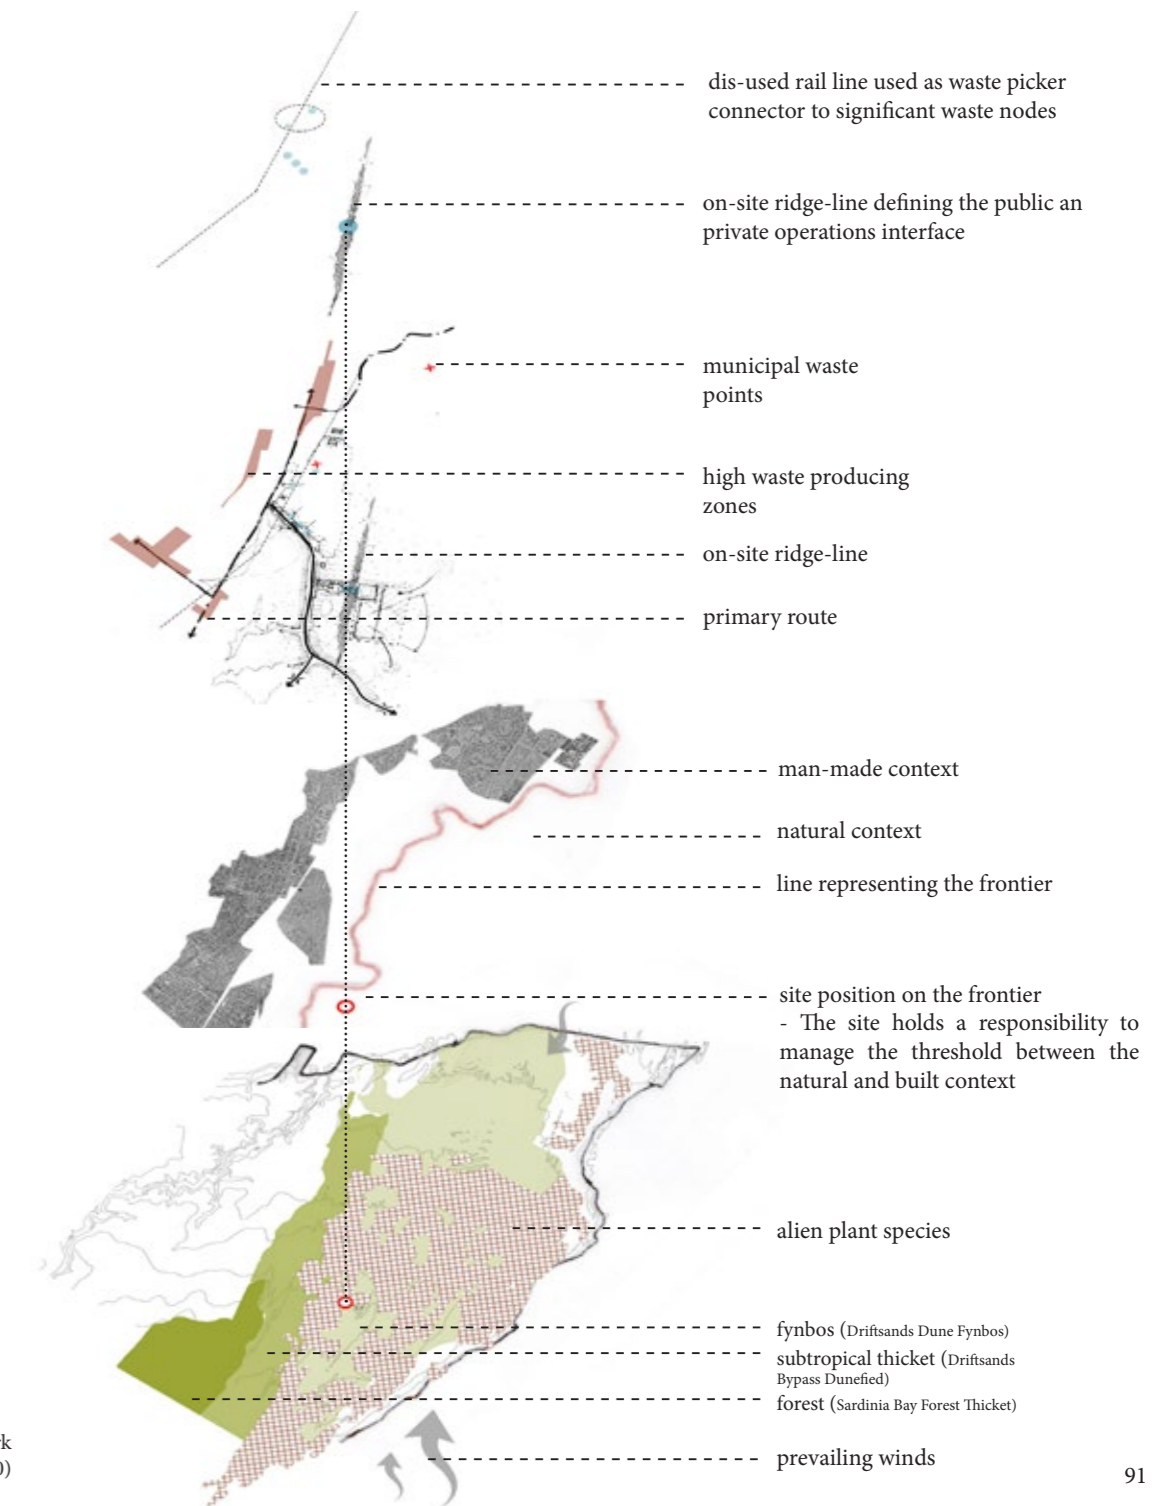 dis-used rail line used as waste picker
connector to significant waste nodes
on-site ridge-line defining the public an
private operations interface
municipal waste
points
high waste producing
zones
on-site ridge-line
primary route
man-made context
natural context
line representing the frontier
site position on the frontier
- The site holds a responsibility to
manage the threshold between the
natural and built context
alien plant species
fynbos (Driftsands Dune Fynbos)
subtropical thicket (Driftsands
Bypass Dunefied)
forest (Sardinia Bay Forest Thicket)
prevailing winds
91